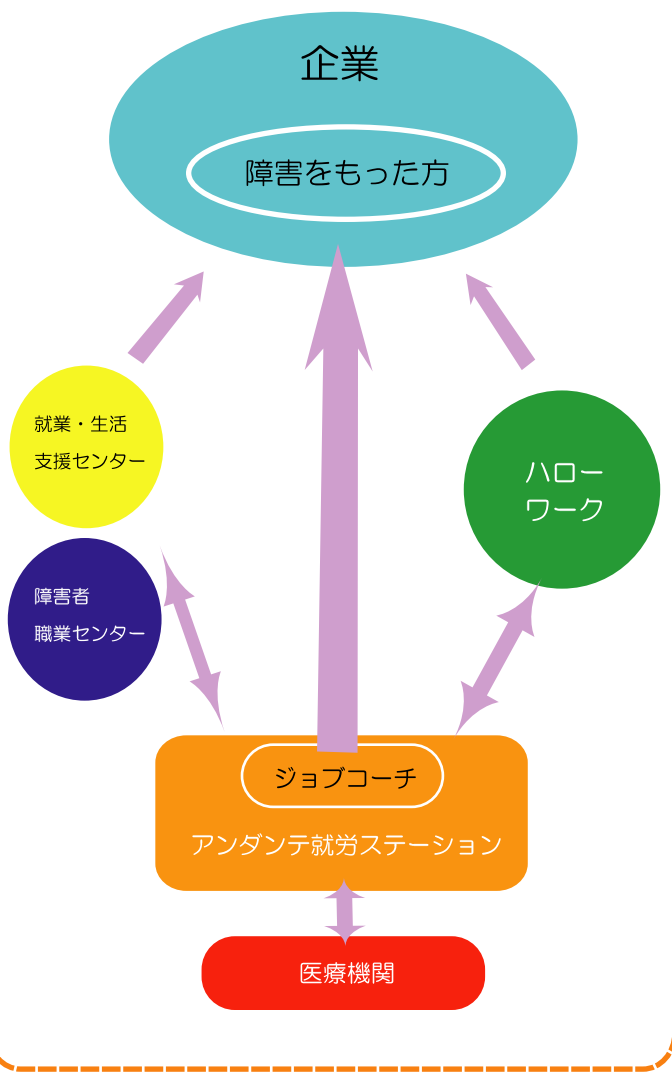 企業
障害をもった方
就業・生活
支援センター
ハロー
ワーク
障害者
職業センター
ジョブコーチ
アンダンテ就労ステーション
医療機関